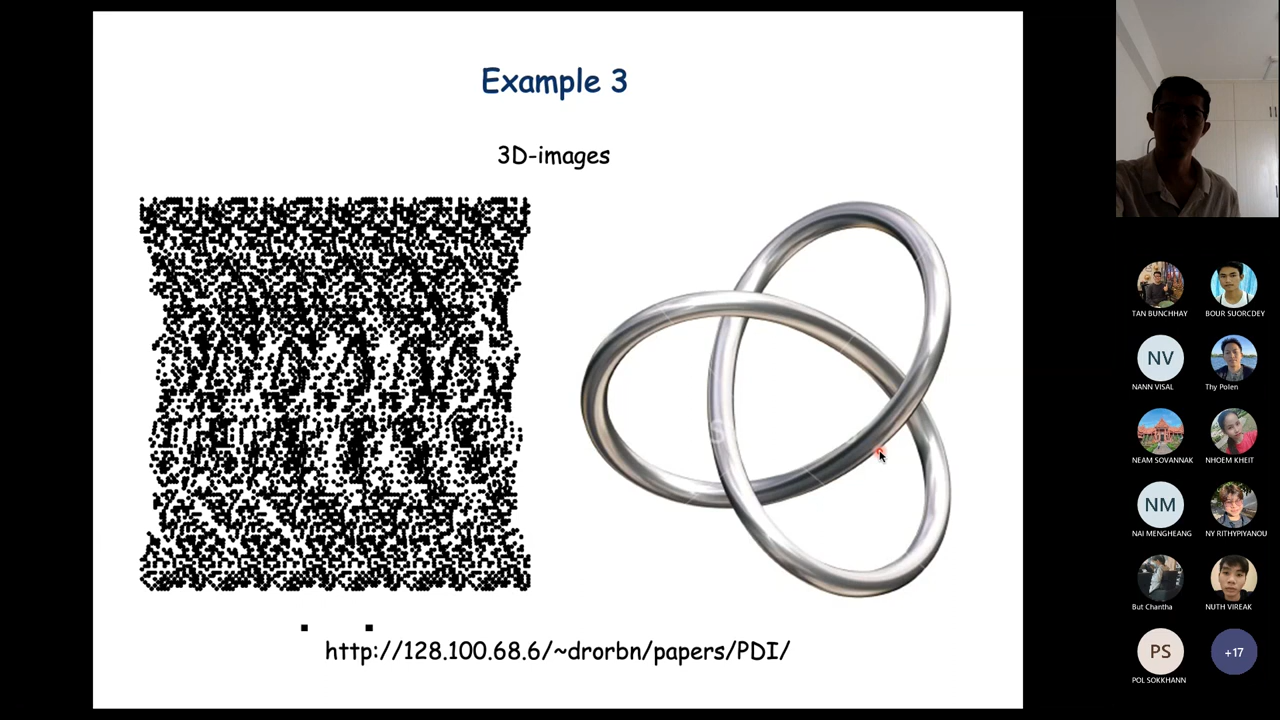 Example 3
3D-images
http://128.100.68.6/~drorbn/papers/PDI/
TAN BUNCHHAY
BOUR SUORCDEY
NV
NANN VISAL
Thy Polen
NEAM SOVANNAK
NHOEM KHEIT
NM
NAI MENGHEANG
NY RITHYPIYANOU
But Chantha
NUTH VIREAK
PS
POL SOKKHANN
+17